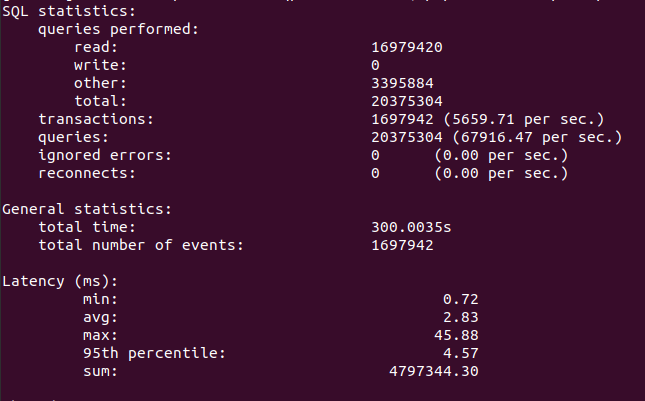 SQL statistics:
queries performed:
read: 16979420
write: 0
other: 3395884
total: 20375304
transactions: 1697942 (5659.71 per sec.)
queries: 20375304 (67916.47 per sec.)
ignored errors: 0 (0.00 per sec.)
reconnects: 0 (0.00 per sec.)
General statistics:
total time: 300.0035s
total number of events: 1697942
Latency (ms):
min: 0.72
avg: 2.83
max: 45.88
95th percentile: 4.57
sum: 4797344.30